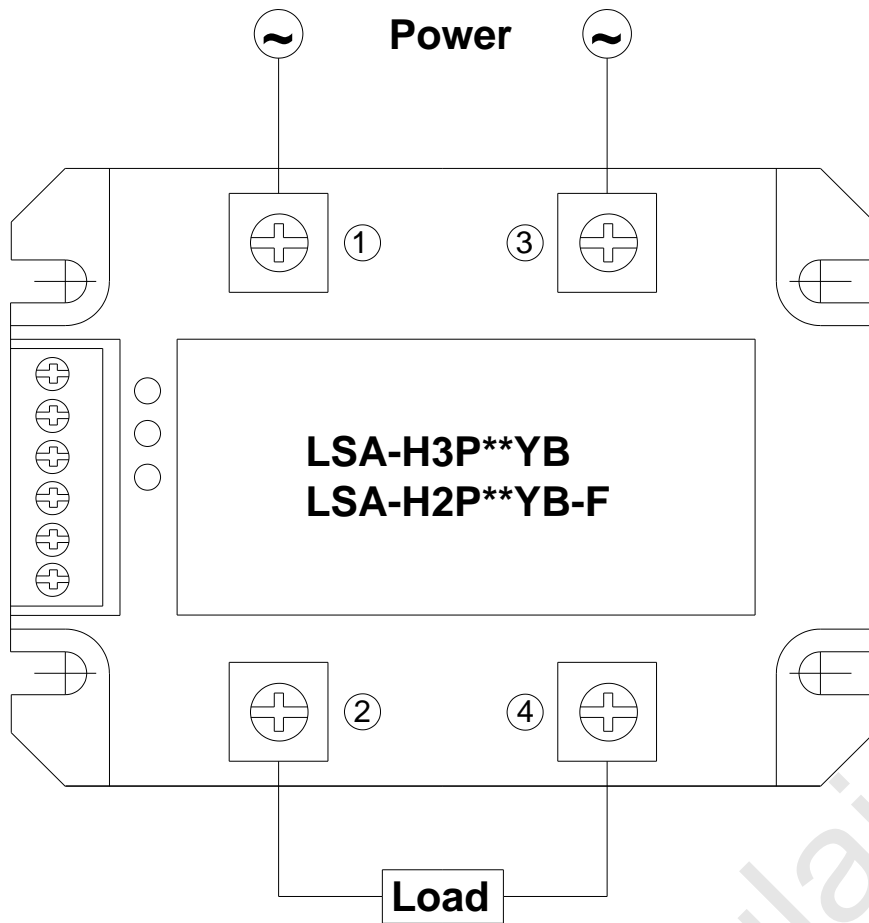 ~ Power ~
① ③
LSA-H3P**YB
LSA-H2P**YB-F
② ④
Load